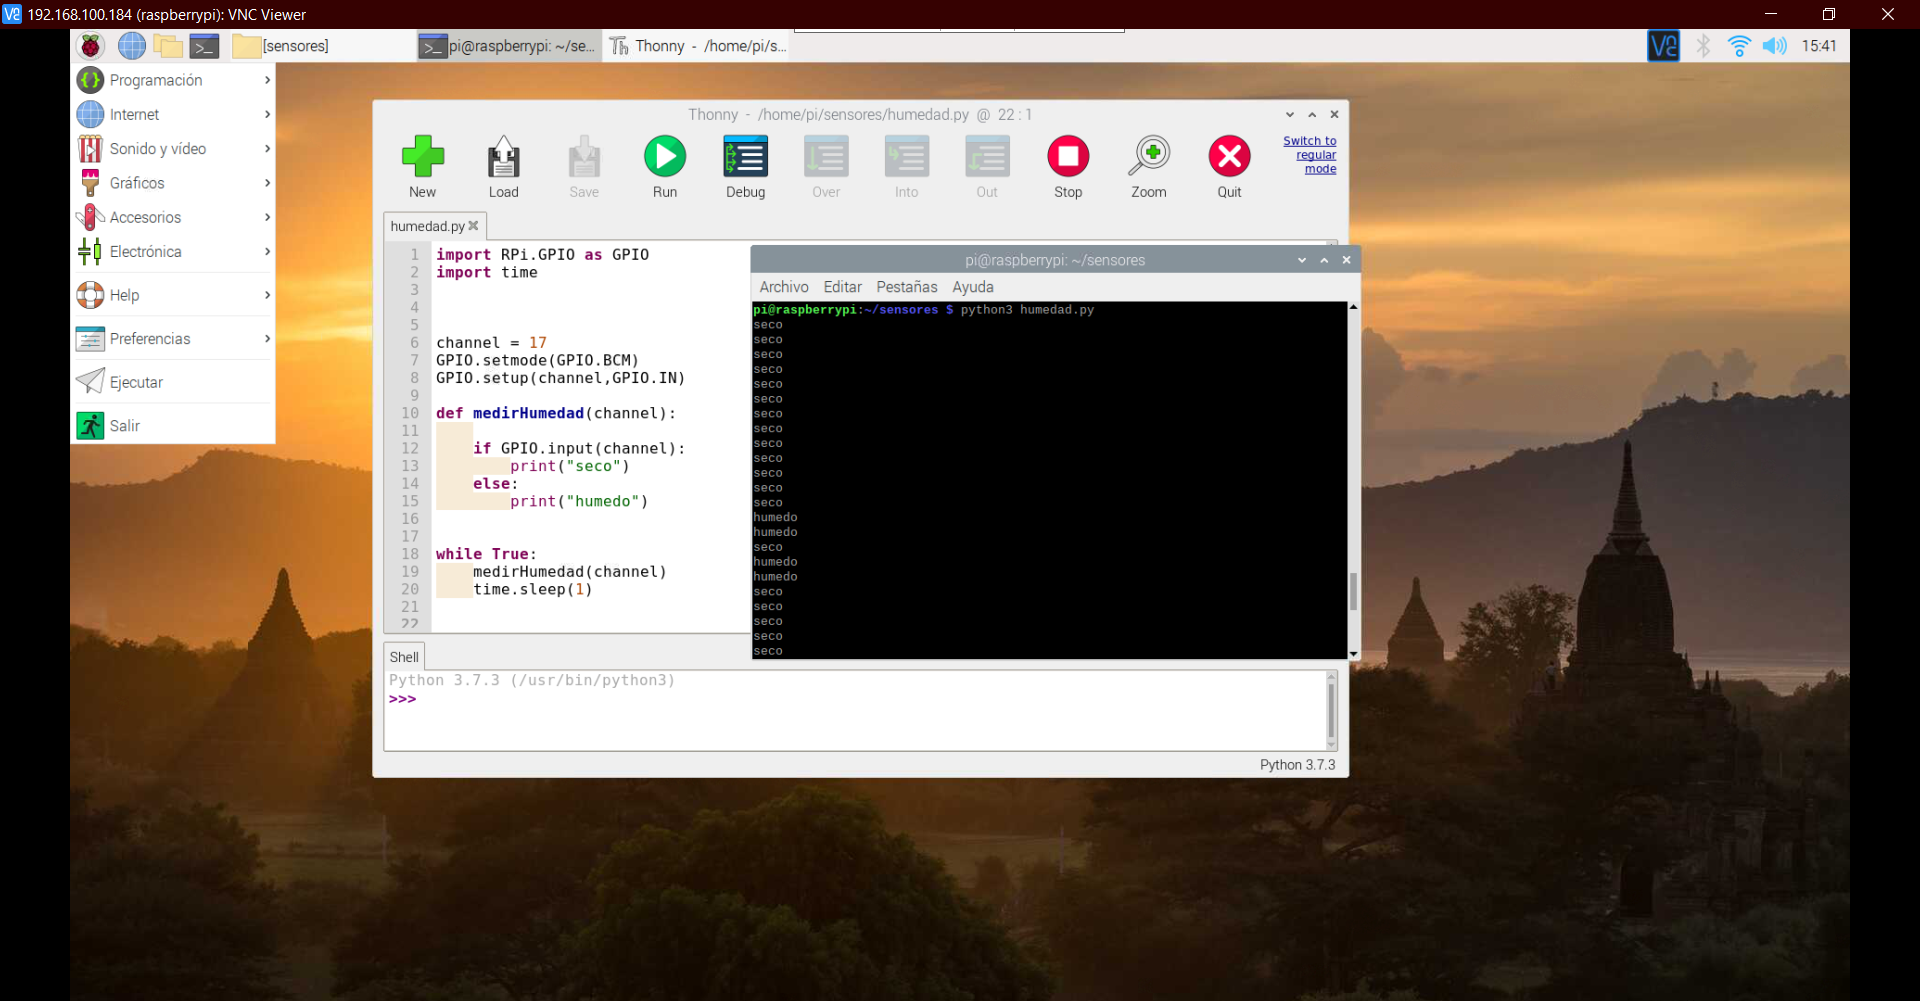 192.168.100.184 (raspberrypi): VNC Viewer
[sensores]
pi@raspberrypi: ~/se...
Thonny - /home/pi/s...
15:41
Programación
Internet
Sonido y vídeo
Gráficos
Accesorios
Electrónica
Help
Preferencias
Ejecutar
Salir
Thonny - /home/pi/sensores/humedad.py @ 22 : 1
New
Load
Save
Run
Debug
Over
Into
Out
Stop
Zoom
Quit
Switch to
regular
mode
humedad.py
1 import RPi.GPIO as GPIO
2 import time
3
4
5
6 channel = 17
7 GPIO.setmode(GPIO.BCM)
8 GPIO.setup(channel,GPIO.IN)
9
10 def medirHumedad(channel):
11
12 if GPIO.input(channel):
13 print("seco")
14 else:
15 print("humedo")
16
17
18 while True:
19 medirHumedad(channel)
20 time.sleep(1)
21
22
pi@raspberrypi: ~/sensores
Archivo Editar Pestañas Ayuda
pi@raspberrypi:~/sensores $ python3 humedad.py
seco
seco
seco
seco
seco
seco
seco
seco
seco
seco
seco
seco
seco
humedo
humedo
seco
humedo
humedo
seco
seco
seco
seco
seco
Shell
Python 3.7.3 (/usr/bin/python3)
>>>
Python 3.7.3